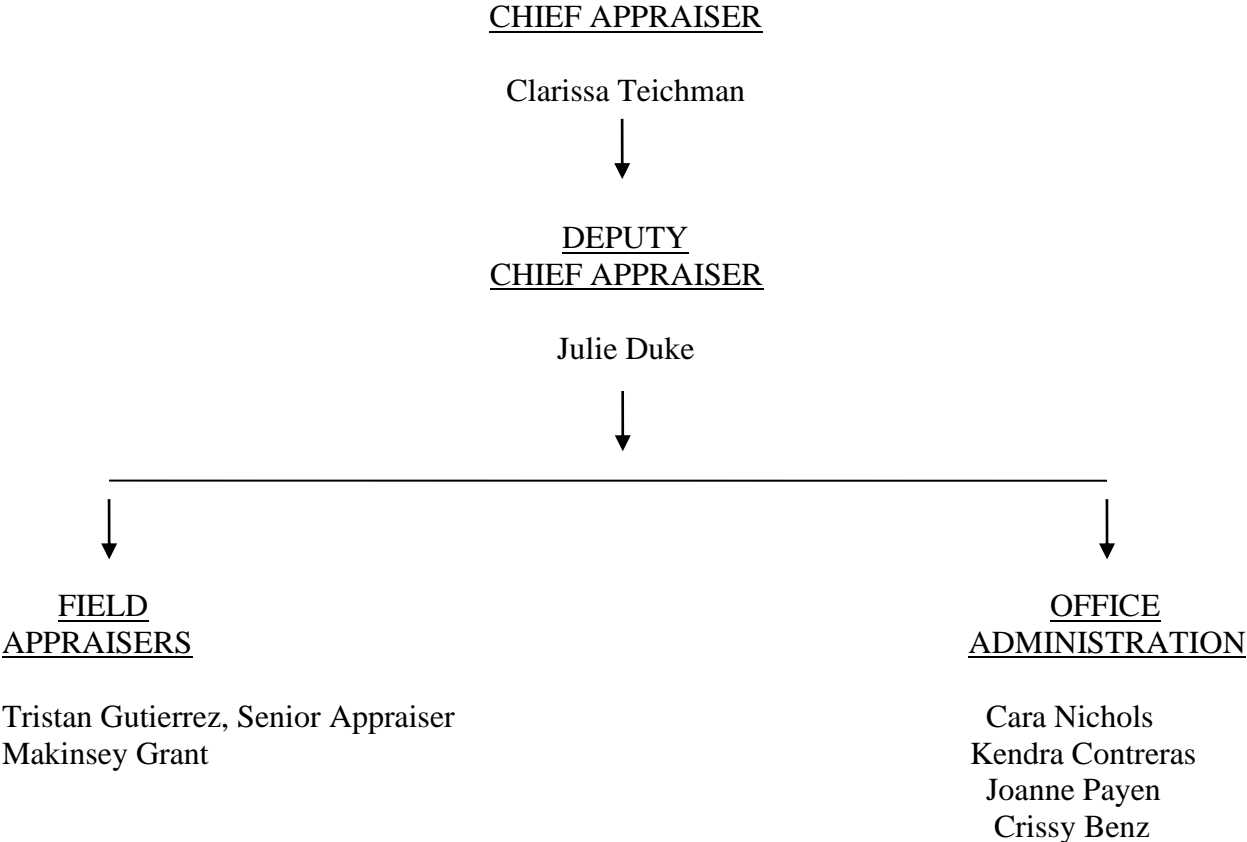 CHIEF APPRAISER
Clarissa Teichman
DEPUTY
CHIEF APPRAISER
Julie Duke
FIELD
APPRAISERS
Tristan Gutierrez, Senior Appraiser
Makinsey Grant
OFFICE
ADMINISTRATION
Cara Nichols
Kendra Contreras
Joanne Payen
Crissy Benz